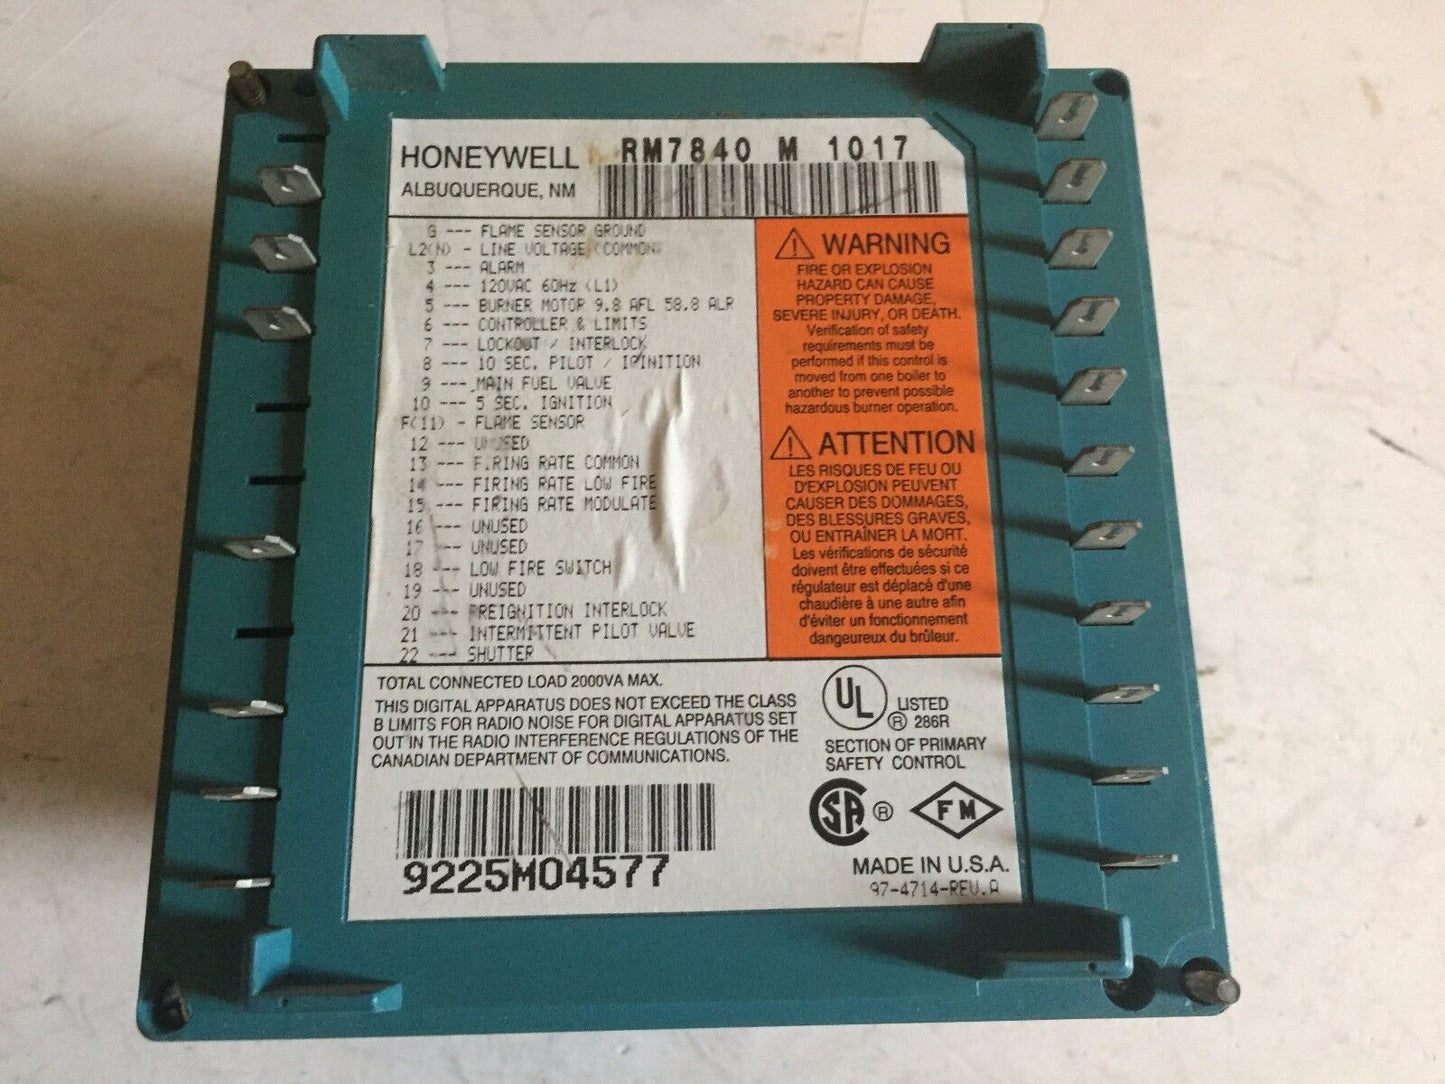 HONEYWELL
ALBUQUERQUE, NM
RM7840 M 1017
G --- FLAME SENSOR GROUND
L2(N) - LINE VOLTAGE (COMMON)
3 --- ALARM
4 --- 120VAC 60Hz (L1)
5 --- BURNER MOTOR 9.8 AFL 58.8 ALR
6 --- CONTROLLER & LIMITS
7 --- LOCKOUT / INTERLOCK
8 --- 10 SEC. PILOT / IGINITION
9 --- MAIN FUEL VALVE
10 --- 5 SEC. IGNITION
F(11) - FLAME SENSOR
12 --- UNUSED
13 --- FIRING RATE COMMON
14 --- FIRING RATE LOW FIRE
15 --- FIRING RATE MODULATE
16 --- UNUSED
17 --- UNUSED
18 --- LOW FIRE SWITCH
19 --- UNUSED
20 --- PREIGNITION INTERLOCK
21 --- INTERMITTENT PILOT VALVE
22 --- SHUTTER
WARNING
FIRE OR EXPLOSION
HAZARD CAN CAUSE
PROPERTY DAMAGE,
SEVERE INJURY, OR DEATH.
Verification of safety
requirements must be
performed if this control is
moved from one boiler to
another to prevent possible
hazardous burner operation.
ATTENTION
LES RISQUES DE FEU OU
D'EXPLOSION PEUVENT
CAUSER DES DOMMAGES,
DES BLESSURES GRAVES,
OU ENTRAÎNER LA MORT.
Les vérifications de sécurité
doivent être effectuées si ce
régulateur est déplacé d'une
chaudière à une autre afin
d'éviter un fonctionnement
dangeureux du brûleur.
TOTAL CONNECTED LOAD 2000VA MAX.
THIS DIGITAL APPARATUS DOES NOT EXCEED THE CLASS
B LIMITS FOR RADIO NOISE FOR DIGITAL APPARATUS SET
OUT IN THE RADIO INTERFERENCE REGULATIONS OF THE
CANADIAN DEPARTMENT OF COMMUNICATIONS.
UL ® LISTED
286R
SECTION OF PRIMARY
SAFETY CONTROL
SA ® FM
9225M04577
MADE IN U.S.A.
97-4714-REV.A